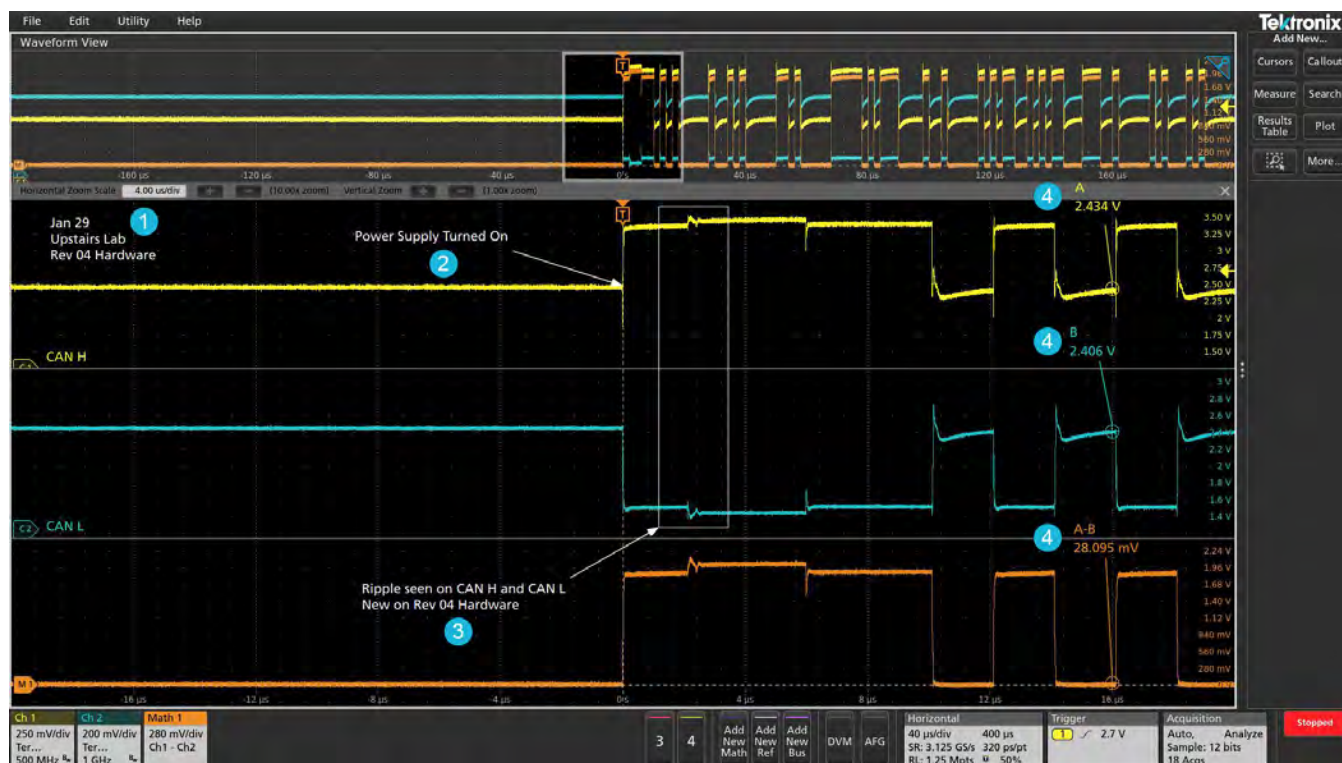 File Edit Utility Help
Tektronix
Waveform View
Add New...
Cursors Callout
Measure Search
Results Table Plot
More...
-160 µs -120 µs -80 µs 0 s 40 µs 80 µs 120 µs 160 µs
1.96
1.68
1.12
280 mV
Horizontal Zoom Scale 4.00 us/div (10.00x zoom) Vertical Zoom (1.00x zoom)
Jan 29
Upstairs Lab
Rev 04 Hardware
1
Power Supply Turned On
2
4 A
2.434 V
3.50 V
3.25 V
3 V
2.75
2.50 V
2.25 V
2 V
1.75 V
1.50 V
CAN H
4 B
2.406 V
3 V
2.8 V
2.6 V
2.2 V
2 V
1.8 V
1.6 V
1.4 V
C2 CAN L
4 A-B
28.095 mV
2.24 V
1.96 V
1.68 V
1.40 V
1.12 V
840 mV
560 mV
280 mV
Ripple seen on CAN H and CAN L
New on Rev 04 Hardware
3
M 1
-16 µs -12 µs -8 µs -4 µs 0 s 4 µs 8 µs 12 µs 16 µs
Ch 1
250 mV/div
Ter...
500 MHz
Ch 2
200 mV/div
Ter...
1 GHz
Math 1
280 mV/div
Ch1 - Ch2
3
4
Add New Math
Add New Ref
Add New Bus
DVM
AFG
Horizontal
40 µs/div 400 µs
SR: 3.125 GS/s 320 ps/pt
RL: 1.25 Mpts 50%
Trigger
1 2.7 V
Acquisition
Auto, Analyze
Sample: 12 bits
18 Acqs
Stopped